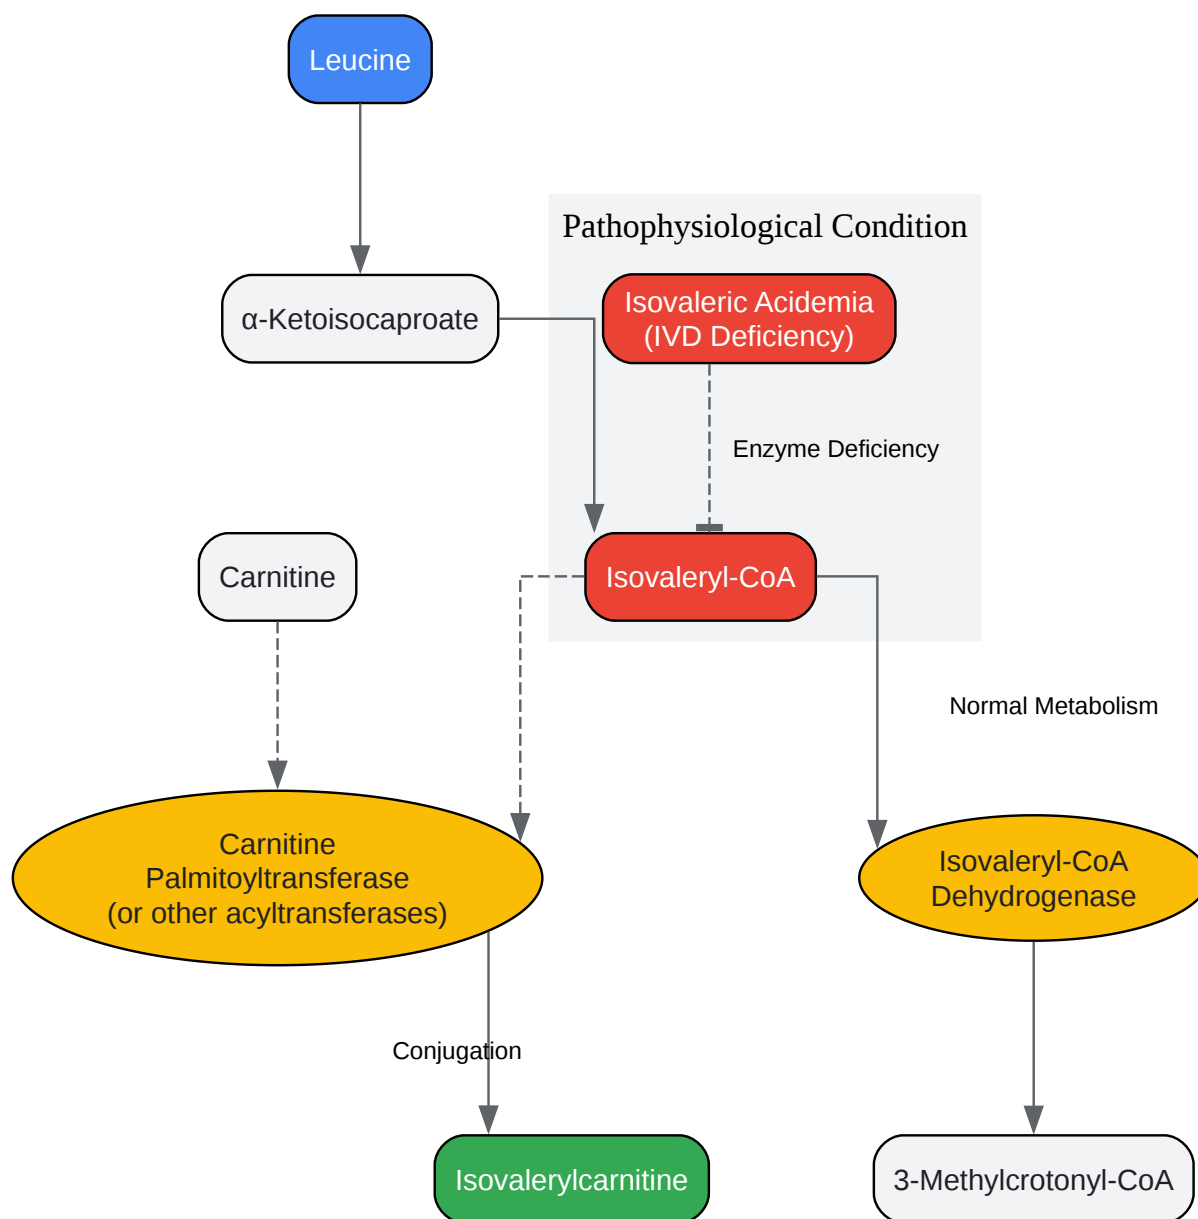 Leucine
Pathophysiological Condition
α-Ketoisocaproate
Isovaleric Acidemia
(IVD Deficiency)
Enzyme Deficiency
Carnitine
Isovaleryl-CoA
Normal Metabolism
Carnitine
Palmitoyltransferase
(or other acyltransferases)
Isovaleryl-CoA
Dehydrogenase
Conjugation
Isovalerylcarnitine
3-Methylcrotonyl-CoA